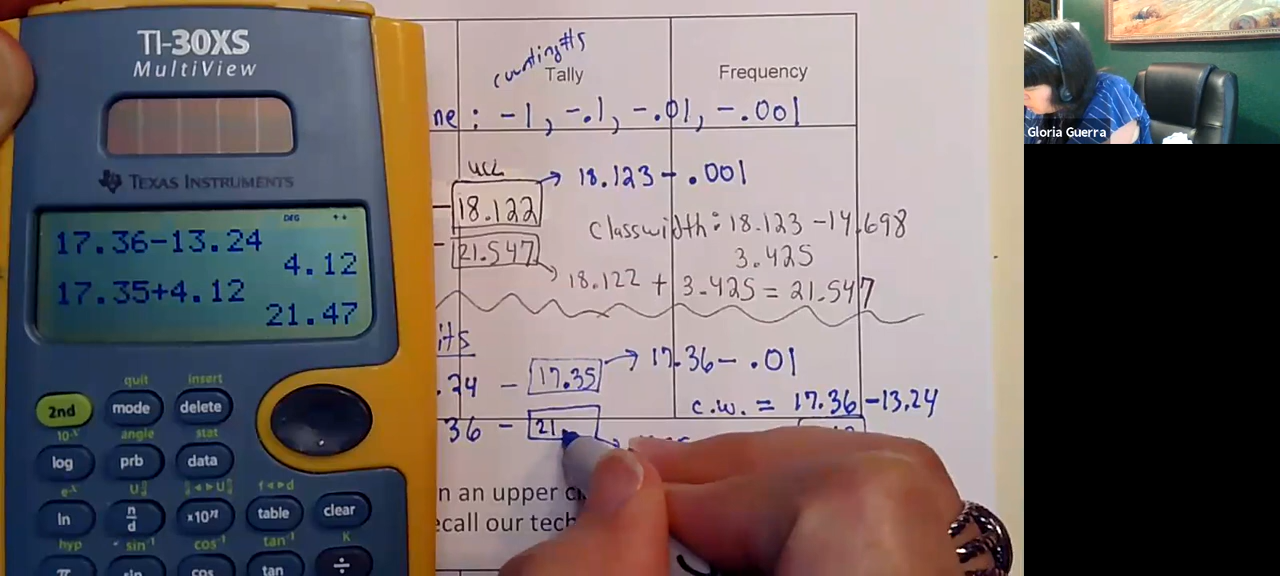 TI-30XS
MultiView
TEXAS INSTRUMENTS
DEG
17.36-13.24
4.12
17.35+4.12
21.47
quit insert
2nd mode delete
10ˣ angle stat
log prb data
eˣ f◄►d
ln n/d ×10ⁿ table clear
hyp sin⁻¹ cos⁻¹ tan⁻¹ K
π sin cos tan ÷
counting #s
Tally Frequency
ne : -1, -.1, -.01, -.001
UCL
18.122 → 18.123 - .001
classwidth: 18.123 - 14.698
21.547
3.425
18.122 + 3.425 = 21.547
its
.24 - 17.35 → 17.36 - .01
c.w. = 17.36 - 13.24
36 - 21.
n an upper cl
ecall our tech
Gloria Guerra